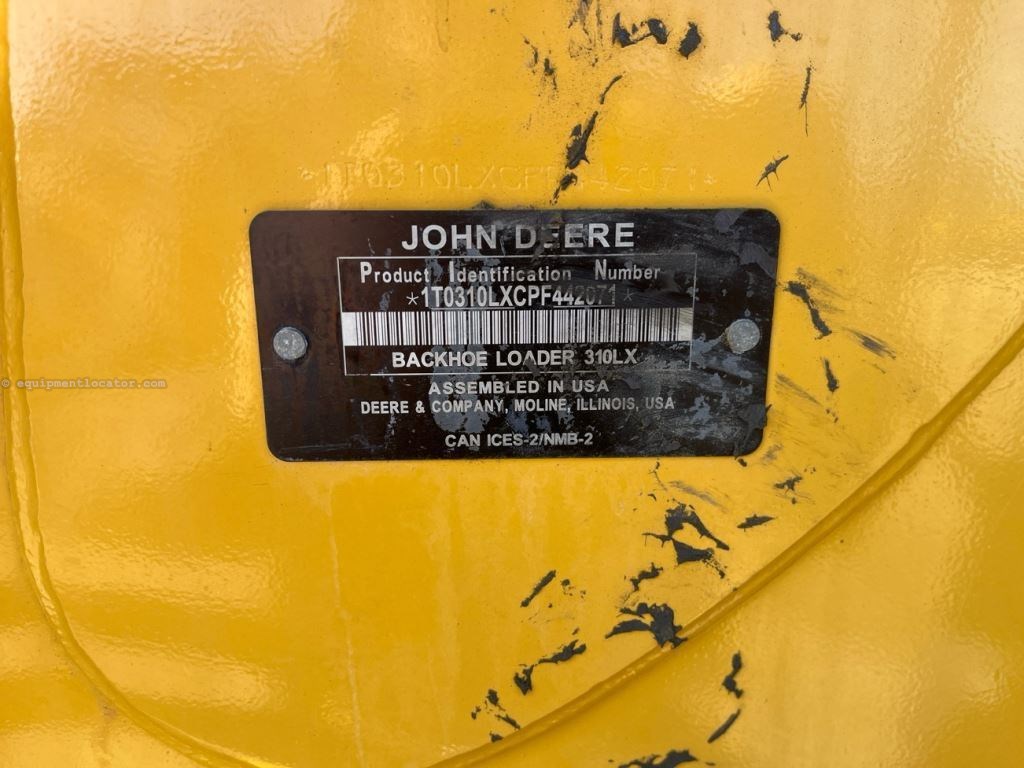 *1T0310LXCPF442071*
JOHN DEERE
Product Identification Number
*1T0310LXCPF442071*
BACKHOE LOADER 310LX
ASSEMBLED IN USA
DEERE & COMPANY, MOLINE, ILLINOIS, USA
CAN ICES-2/NMB-2
© equipmentlocator.com